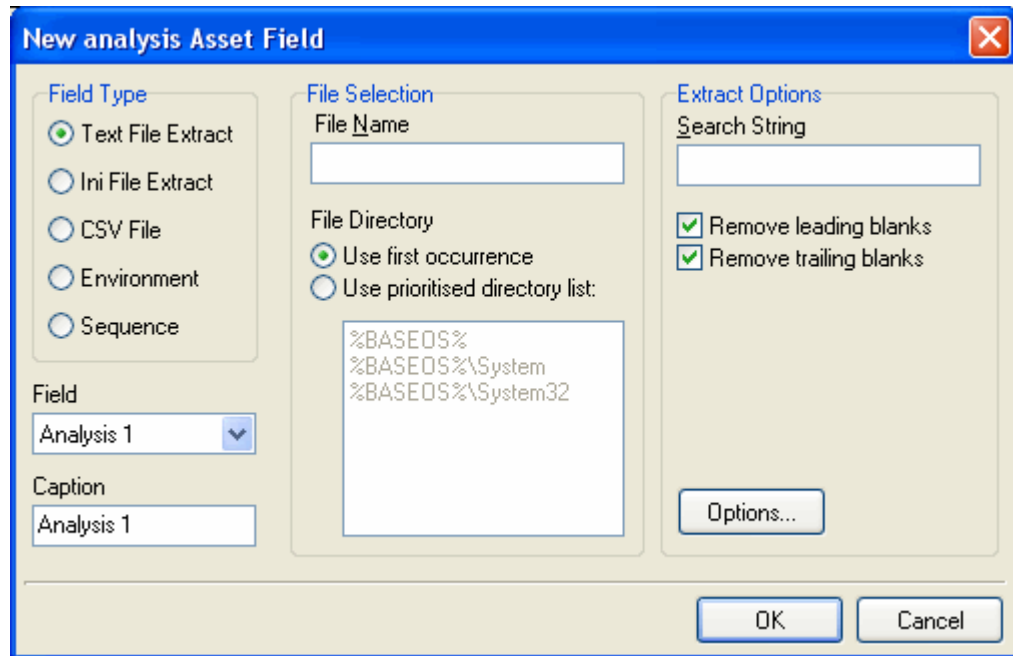 New analysis Asset Field
Field Type
Text File Extract
Ini File Extract
CSV File
Environment
Sequence
Field
Analysis 1
Caption
Analysis 1
File Selection
File Name
File Directory
Use first occurrence
Use prioritised directory list:
%BASEOS%
%BASEOS%\System
%BASEOS%\System32
Extract Options
Search String
Remove leading blanks
Remove trailing blanks
Options...
OK
Cancel